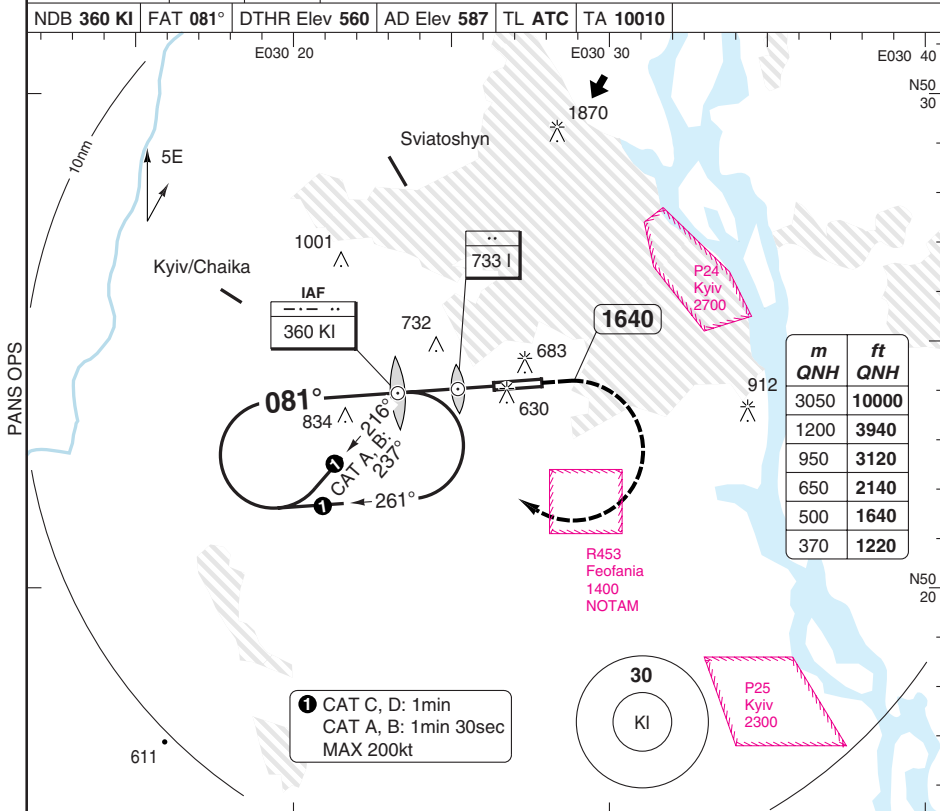 NDB 360 KI FAT 081° DTHR Elev 560 AD Elev 587 TL ATC TA 10010
E030 20
E030 30
E030 40
N50
30
10nm
5E
1870
Sviatoshyn
1001
733 I
Kyiv/Chaika
IAF
360 KI
P24
Kyiv
2700
732
1640
683
912
PANS OPS
081°
834
630
216°
CAT A, B:
237°
1
1
261°
m QNH ft QNH
3050 10000
1200 3940
950 3120
650 2140
500 1640
370 1220
R453
Feofania
1400
NOTAM
N50
20
1 CAT C, D: 1min
CAT A, B: 1min 30sec
MAX 200kt
30
KI
P25
Kyiv
2300
611